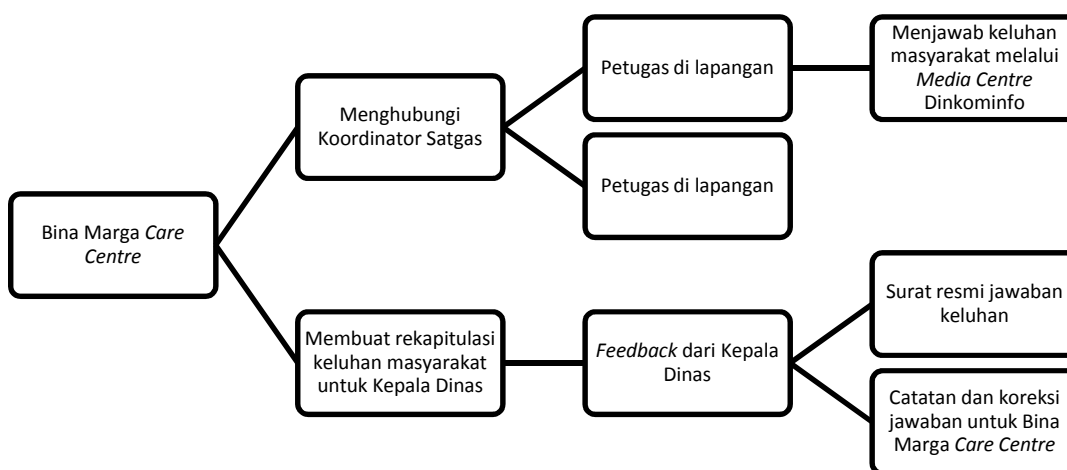 Bina Marga Care
Centre
Menghubungi
Koordinator Satgas
Petugas di lapangan
Menjawab keluhan
masyarakat melalui
Media Centre
Dinkominfo
Petugas di lapangan
Membuat rekapitulasi
keluhan masyarakat
untuk Kepala Dinas
Feedback dari Kepala
Dinas
Surat resmi jawaban
keluhan
Catatan dan koreksi
jawaban untuk Bina
Marga Care Centre